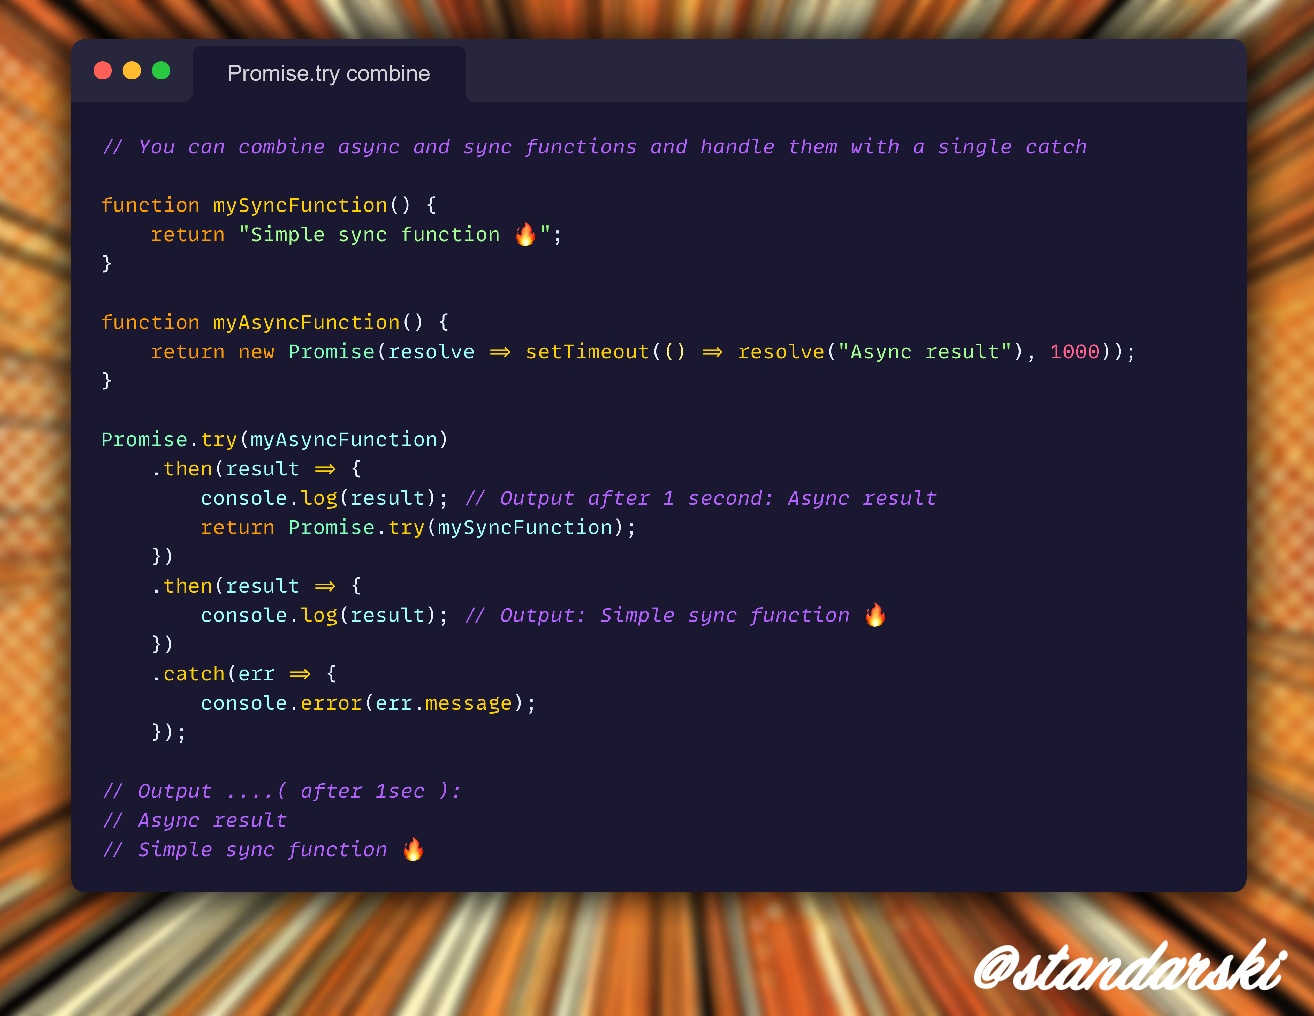 Promise.try combine
// You can combine async and sync functions and handle them with a single catch
function mySyncFunction() {
    return "Simple sync function 🔥";
}
function myAsyncFunction() {
    return new Promise(resolve => setTimeout(() => resolve("Async result"), 1000));
}
Promise.try(myAsyncFunction)
    .then(result => {
        console.log(result); // Output after 1 second: Async result
        return Promise.try(mySyncFunction);
    })
    .then(result => {
        console.log(result); // Output: Simple sync function 🔥
    })
    .catch(err => {
        console.error(err.message);
    });
// Output ....( after 1sec ):
// Async result
// Simple sync function 🔥
@standarski